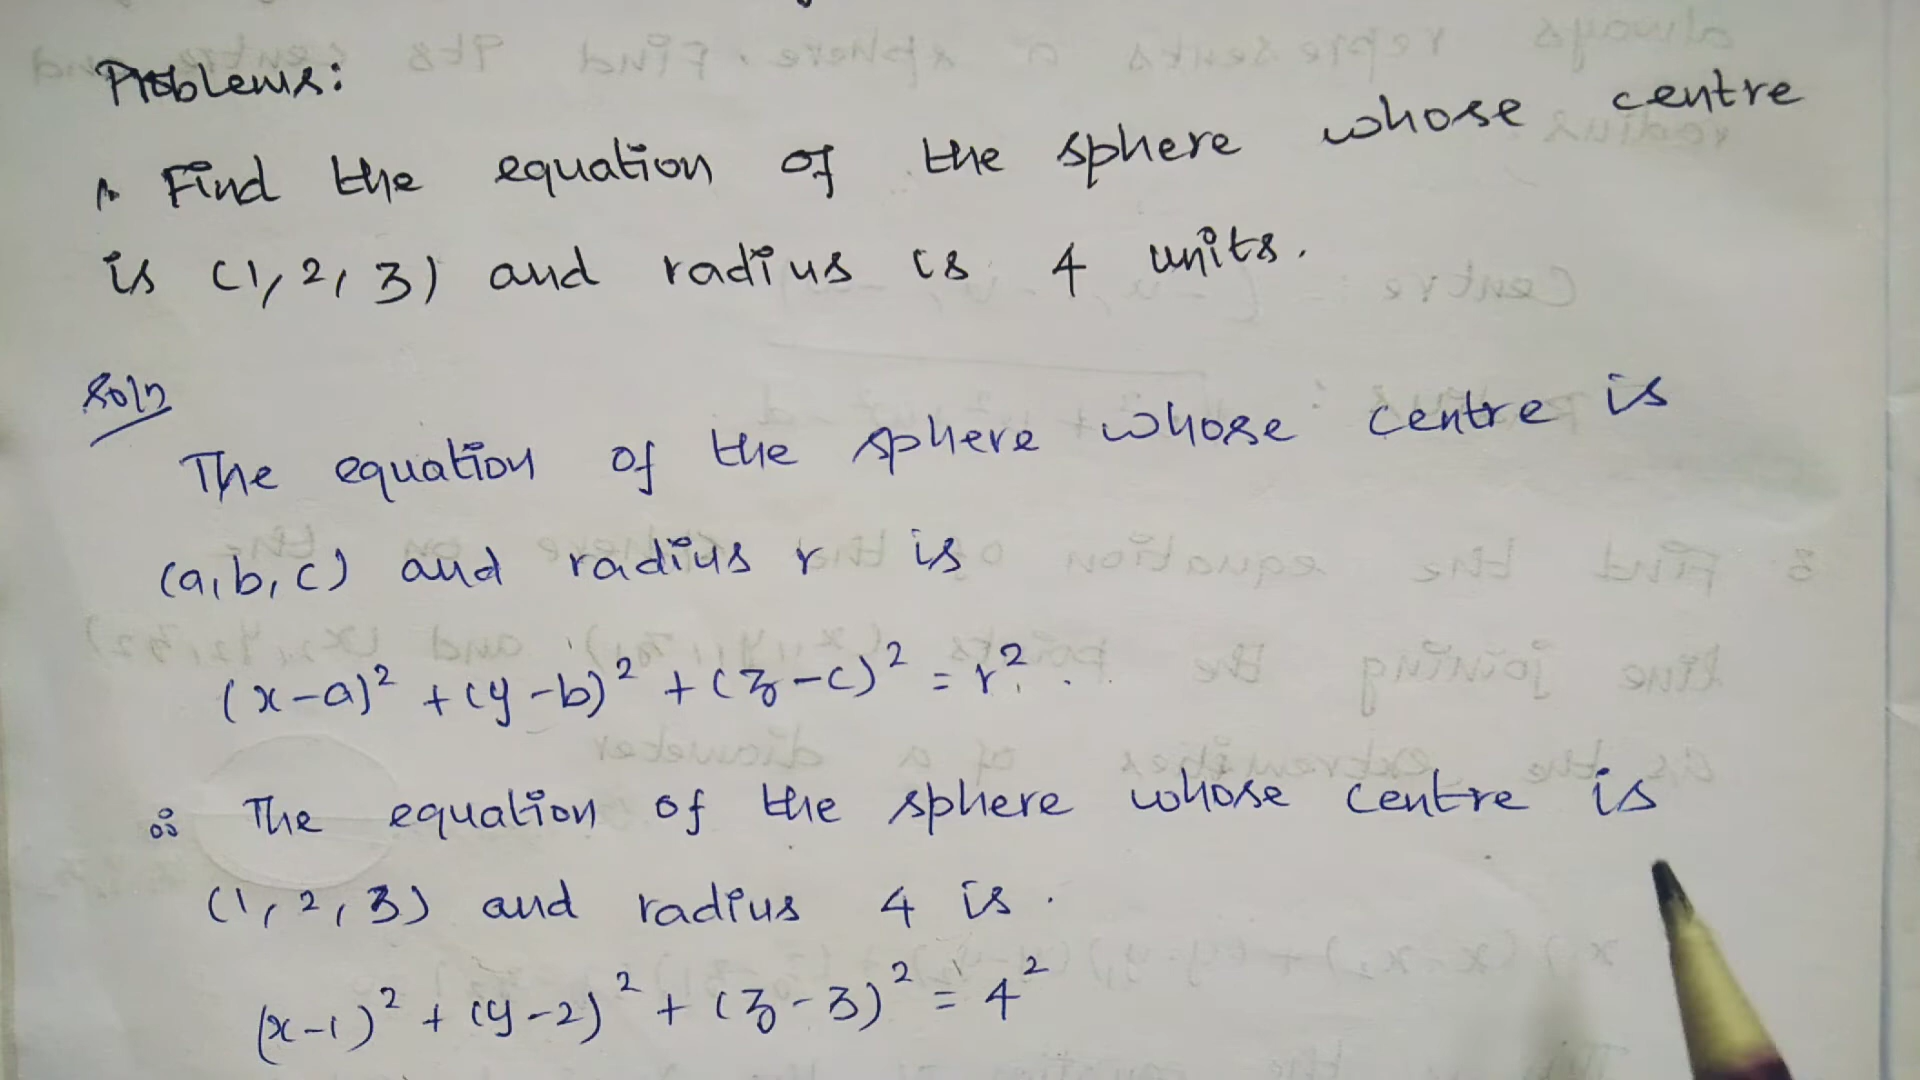 Problems:
1. Find the equation of the sphere whose centre
is (1, 2, 3) and radius is 4 units.
Soln
The equation of the sphere whose centre is
(a, b, c) and radius r is
(x-a)² + (y-b)² + (z-c)² = r².
∴ The equation of the sphere whose centre is
(1, 2, 3) and radius 4 is.
(x-1)² + (y-2)² + (z-3)² = 4²